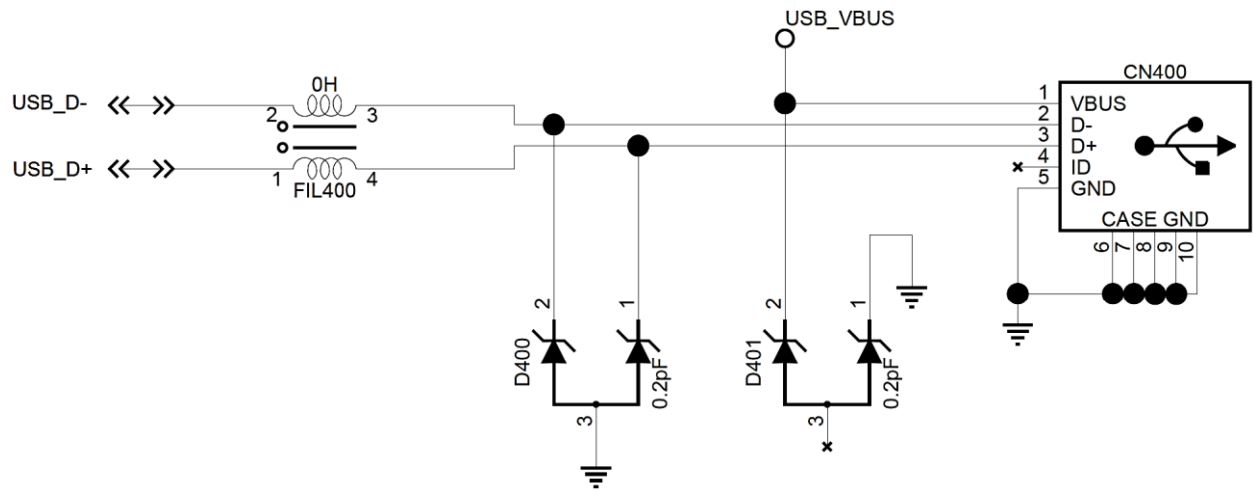 USB_VBUS
CN400
0H
USB_D-
2
3
USB_D+
1
4
FIL400
1
VBUS
2
D-
3
D+
4
ID
5
GND
CASE GND
6
7
8
9
10
2
1
D400
0.2pF
3
2
1
D401
0.2pF
3